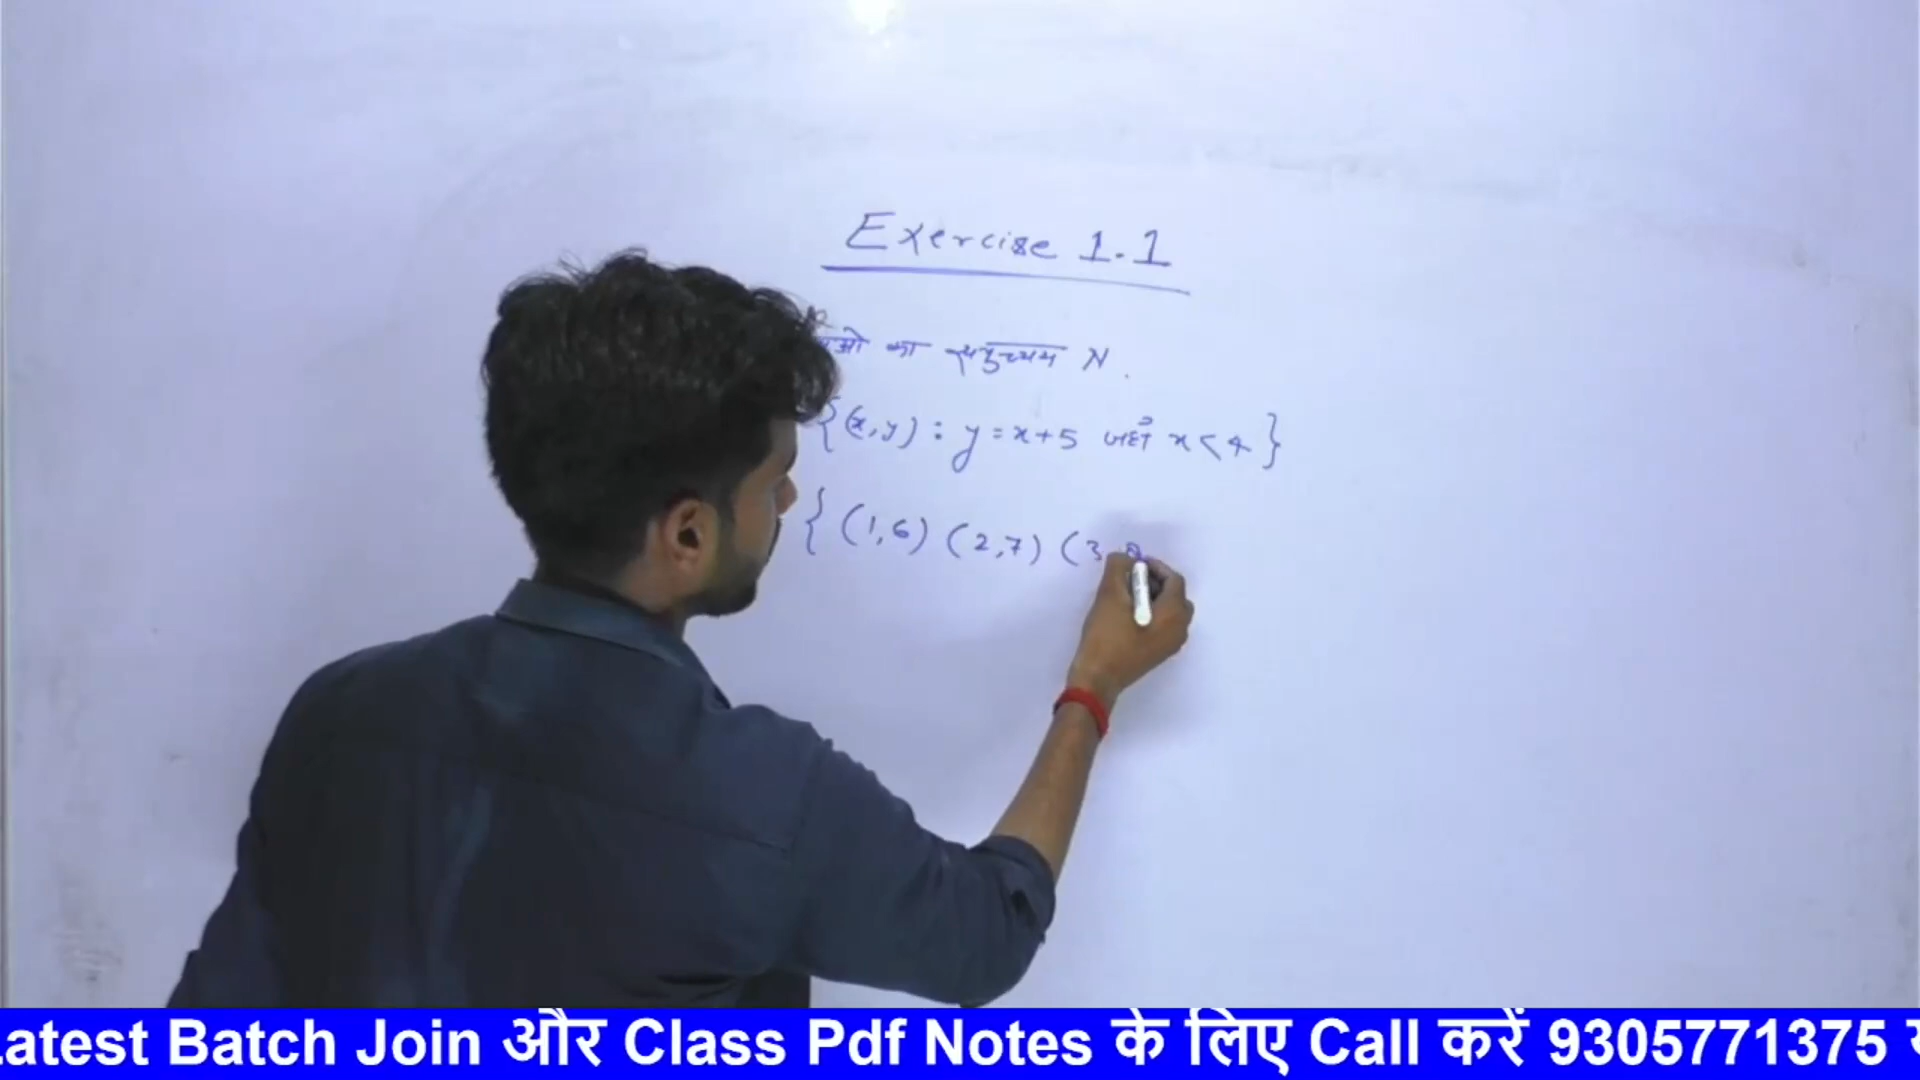 Exercise 1.1
का समुच्चय N.
{(x,y) : y = x+5 जहाँ x < 4}
{ (1,6) (2,7) (3, 8
Latest Batch Join और Class Pdf Notes के लिए Call करें 9305771375